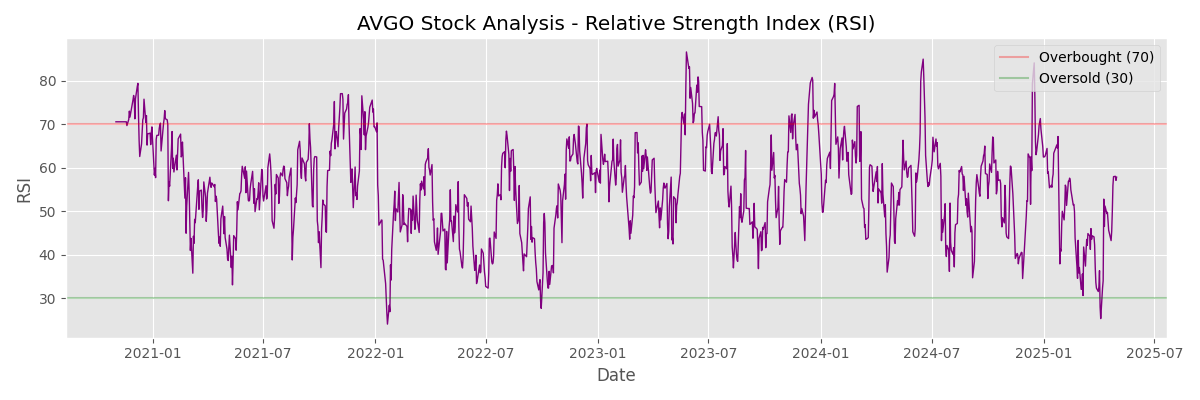 AVGO Stock Analysis - Relative Strength Index (RSI)
Overbought (70)
Oversold (30)
RSI
80
70
60
50
40
30
2021-01 2021-07 2022-01 2022-07 2023-01 2023-07 2024-01 2024-07 2025-01 2025-07
Date